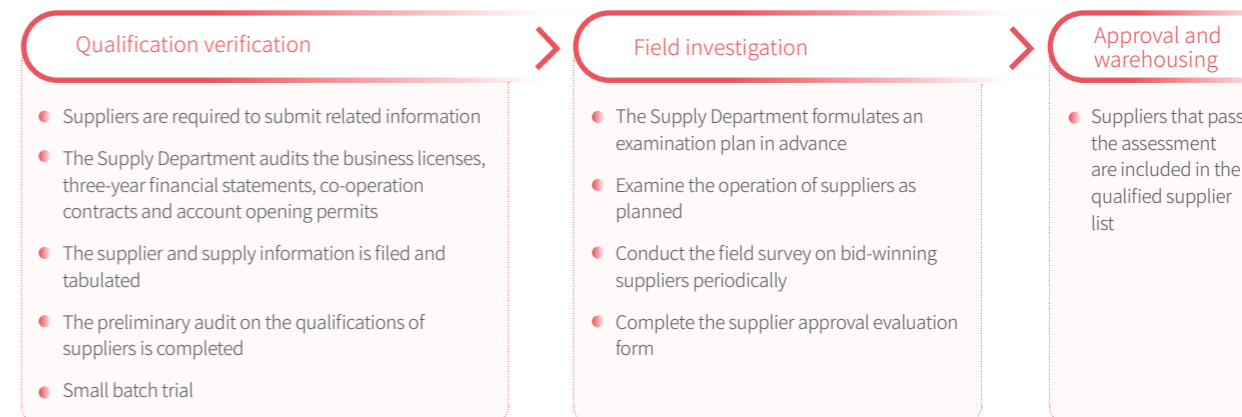 Qualification verification
Suppliers are required to submit related information
The Supply Department audits the business licenses,
three-year financial statements, co-operation
contracts and account opening permits
The supplier and supply information is filed and
tabulated
The preliminary audit on the qualifications of
suppliers is completed
Small batch trial
Field investigation
The Supply Department formulates an
examination plan in advance
Examine the operation of suppliers as
planned
Conduct the field survey on bid-winning
suppliers periodically
Complete the supplier approval evaluation
form
Approval and
warehousing
Suppliers that pass
the assessment
are included in the
qualified supplier
list